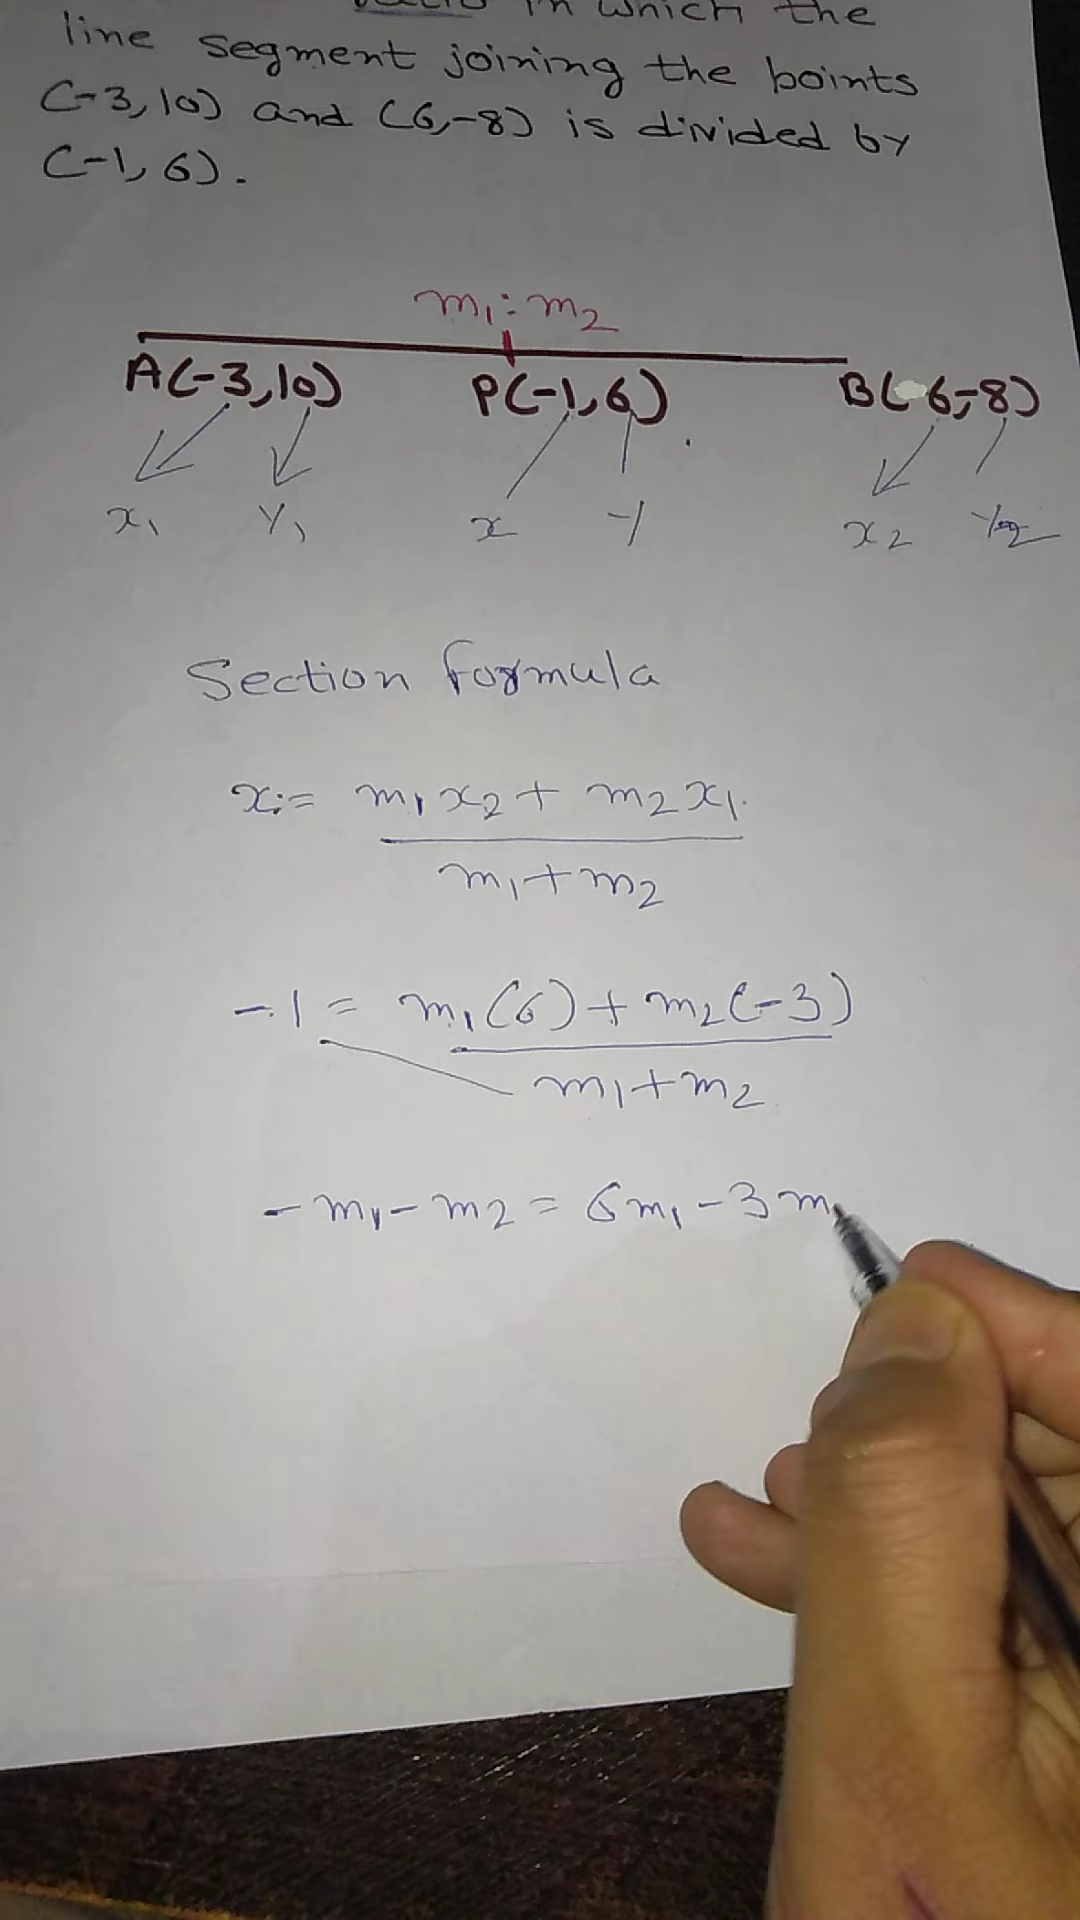 ratio in which the
line segment joining the points
(-3,10) and (6,-8) is divided by
(-1, 6).
m₁:m₂
A(-3,10) P(-1,6) B(6,-8)
x₁ y₁ x y x₂ y₂
Section formula
x = m₁x₂ + m₂x₁
m₁+m₂
-1 = m₁(6) + m₂(-3)
m₁+m₂
-m₁-m₂ = 6m₁-3m